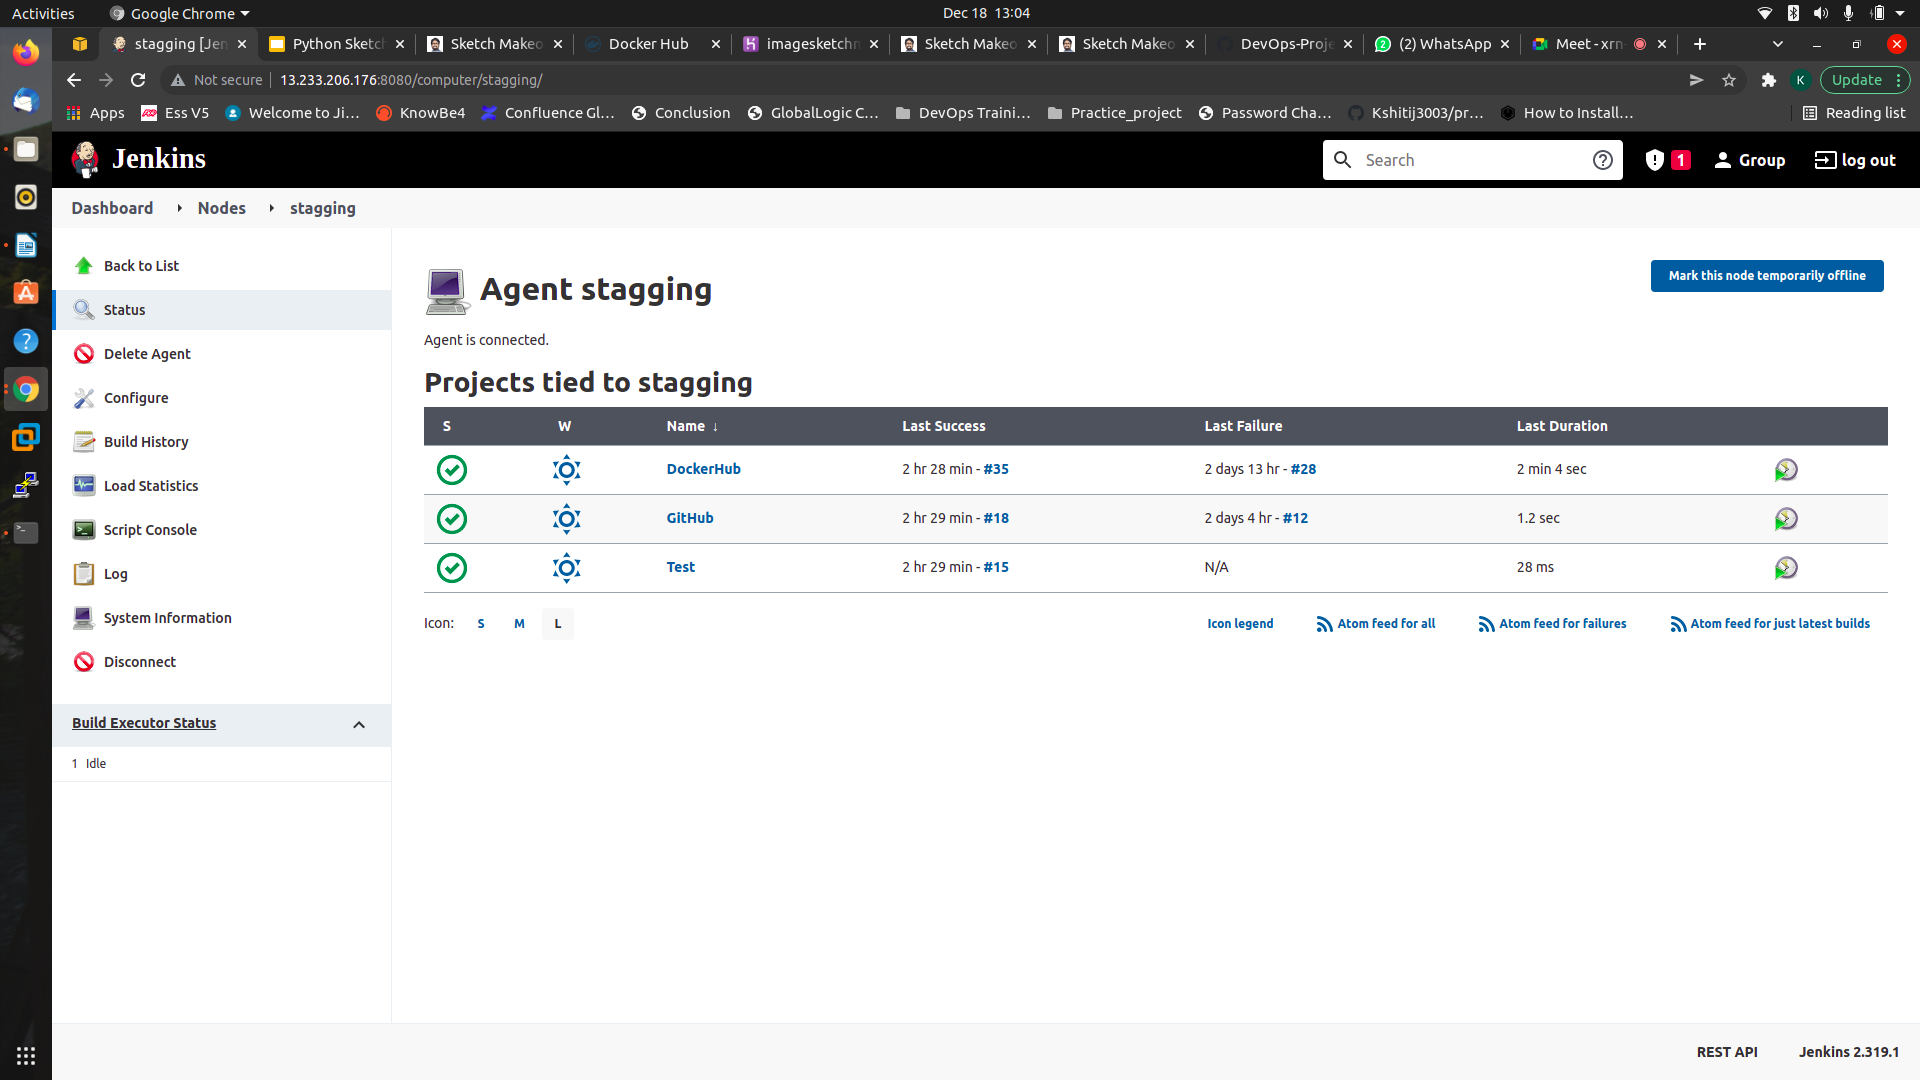 Activities
Google Chrome
Dec 18 13:04
stagging [Jen
Python Sketch
Sketch Makeo
Docker Hub
imagesketchm
Sketch Makeo
Sketch Makeo
DevOps-Proje
(2) WhatsApp
Meet - xrn-
Not secure
13.233.206.176:8080/computer/stagging/
K
Update
Apps
Ess V5
Welcome to Ji...
KnowBe4
Confluence Gl...
Conclusion
GlobalLogic C...
DevOps Traini...
Practice_project
Password Cha...
Kshitij3003/pr...
How to Install...
Reading list
Jenkins
Search
1
Group
log out
Dashboard
Nodes
stagging
Back to List
Status
Delete Agent
Configure
Build History
Load Statistics
Script Console
Log
System Information
Disconnect
Build Executor Status
1 Idle
Agent stagging
Mark this node temporarily offline
Agent is connected.
Projects tied to stagging
S W Name ↓ Last Success Last Failure Last Duration
DockerHub 2 hr 28 min - #35 2 days 13 hr - #28 2 min 4 sec
GitHub 2 hr 29 min - #18 2 days 4 hr - #12 1.2 sec
Test 2 hr 29 min - #15 N/A 28 ms
Icon: S M L
Icon legend
Atom feed for all
Atom feed for failures
Atom feed for just latest builds
REST API
Jenkins 2.319.1